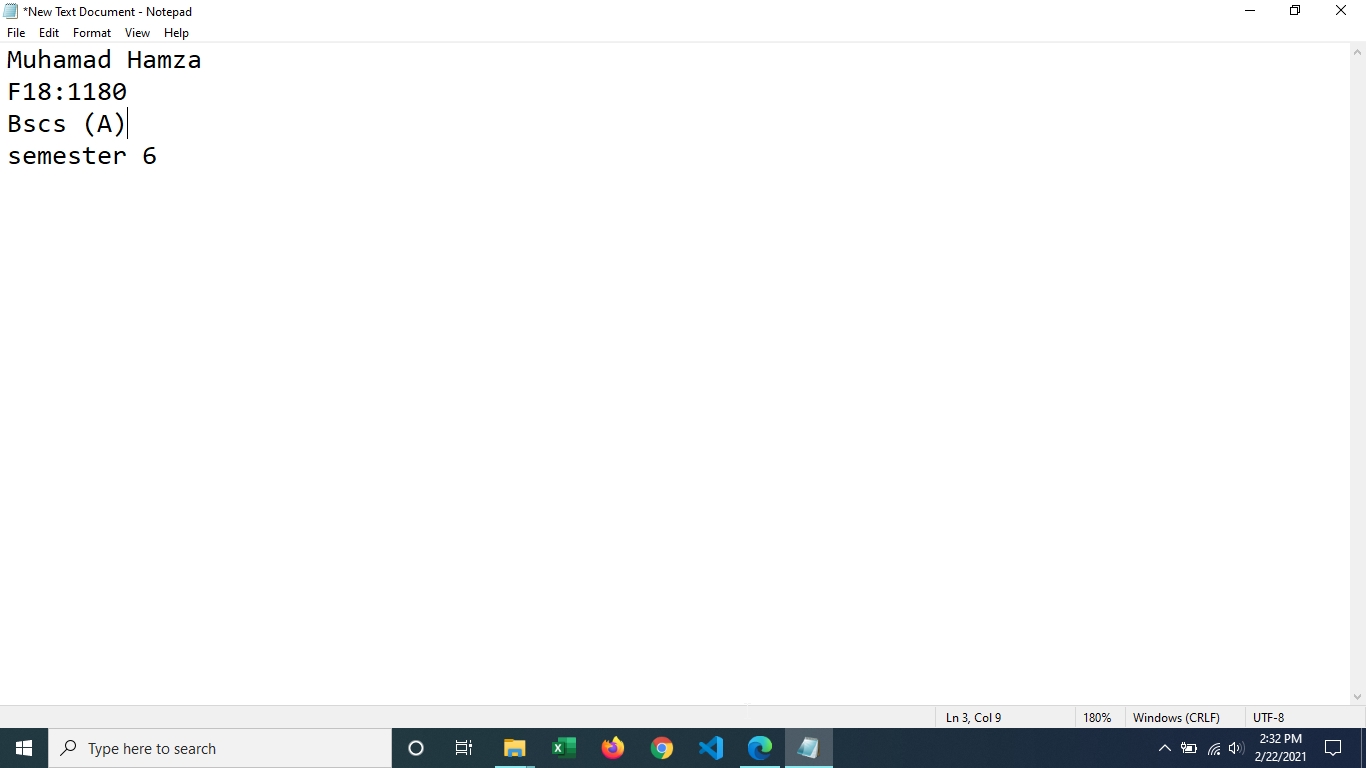 *New Text Document - Notepad
File Edit Format View Help
Muhamad Hamza
F18:1180
Bscs (A)
semester 6
Ln 3, Col 9 180% Windows (CRLF) UTF-8
Type here to search
2:32 PM
2/22/2021